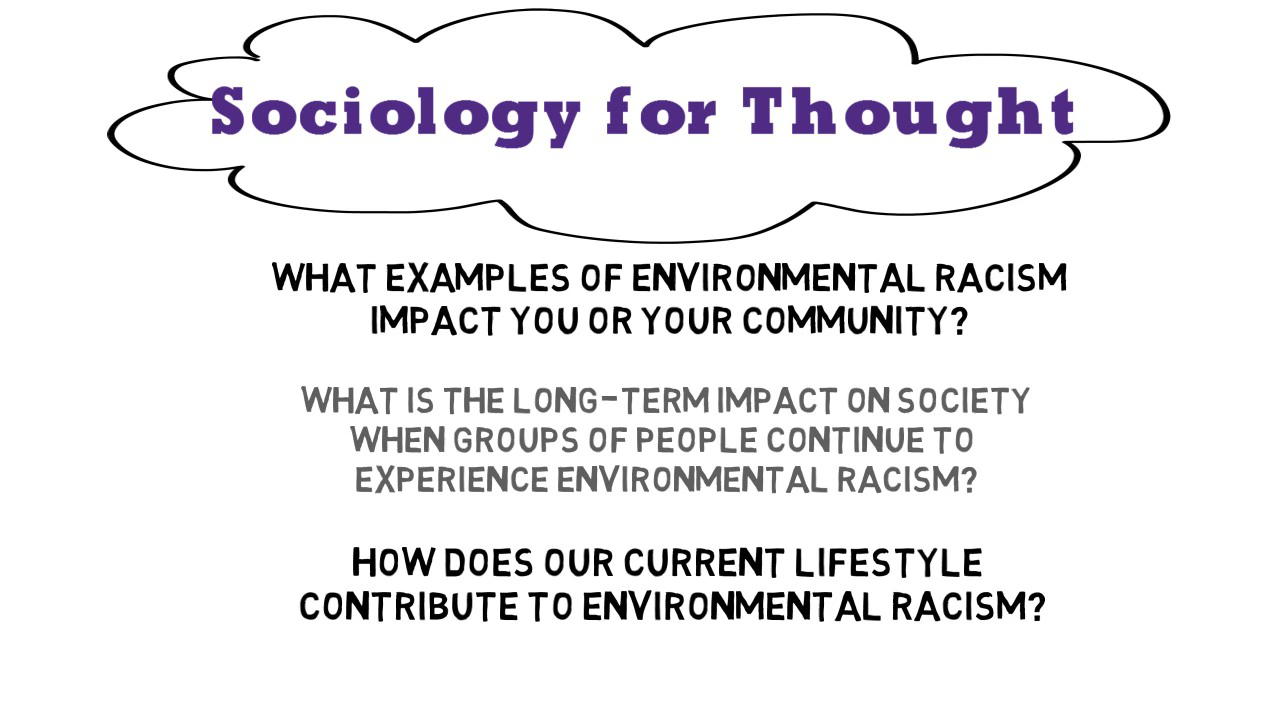 Sociology for Thought
WHAT EXAMPLES OF ENVIRONMENTAL RACISM
IMPACT YOU OR YOUR COMMUNITY?
WHAT IS THE LONG-TERM IMPACT ON SOCIETY
WHEN GROUPS OF PEOPLE CONTINUE TO
EXPERIENCE ENVIRONMENTAL RACISM?
HOW DOES OUR CURRENT LIFESTYLE
CONTRIBUTE TO ENVIRONMENTAL RACISM?